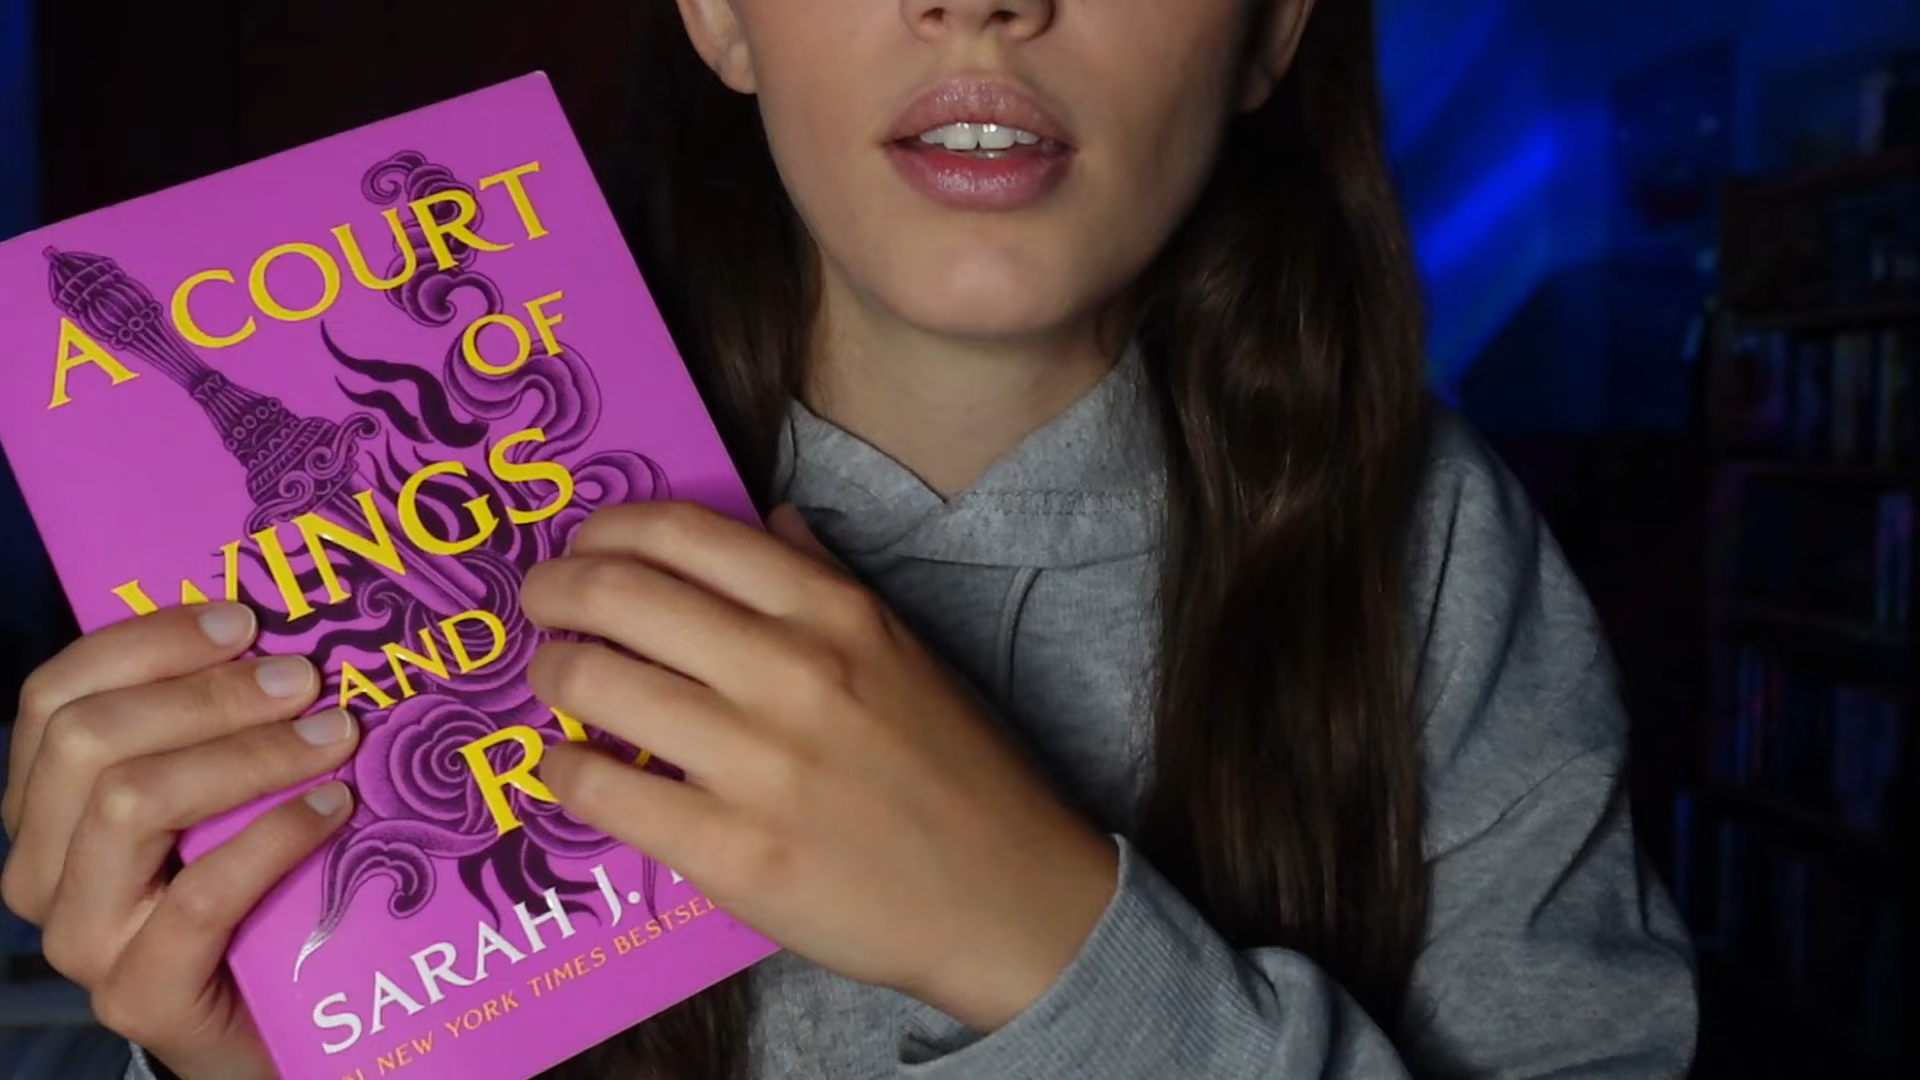 A COURT
OF
WINGS
AND
SARAH J.
NEW YORK TIMES